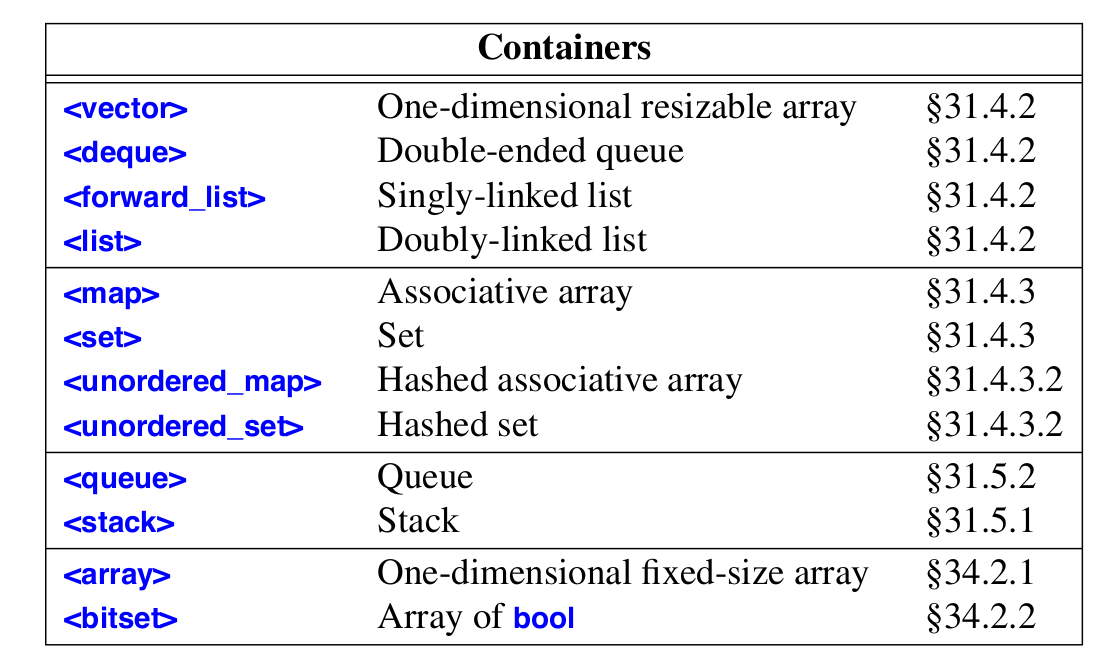 Containers
<vector> One-dimensional resizable array §31.4.2
<deque> Double-ended queue §31.4.2
<forward_list> Singly-linked list §31.4.2
<list> Doubly-linked list §31.4.2
<map> Associative array §31.4.3
<set> Set §31.4.3
<unordered_map> Hashed associative array §31.4.3.2
<unordered_set> Hashed set §31.4.3.2
<queue> Queue §31.5.2
<stack> Stack §31.5.1
<array> One-dimensional fixed-size array §34.2.1
<bitset> Array of bool §34.2.2